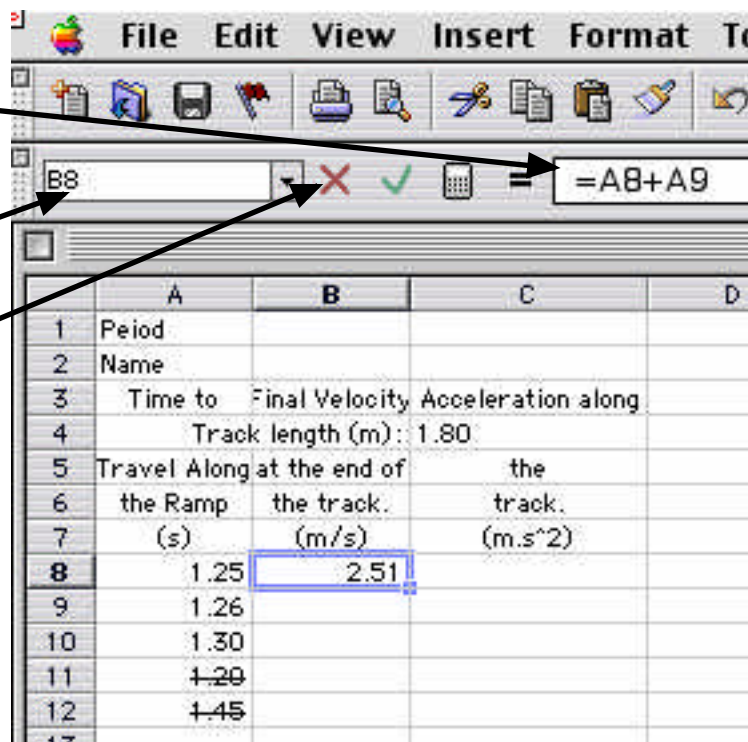 File Edit View Insert Format
B8 = =A8+A9
A B C D
1 Peiod
2 Name
3 Time to Final Velocity Acceleration along
4 Track length (m): 1.80
5 Travel Along at the end of the
6 the Ramp the track. track.
7 (s) (m/s) (m.s^2)
8 1.25 2.51
9 1.26
10 1.30
11 1.20
12 1.45